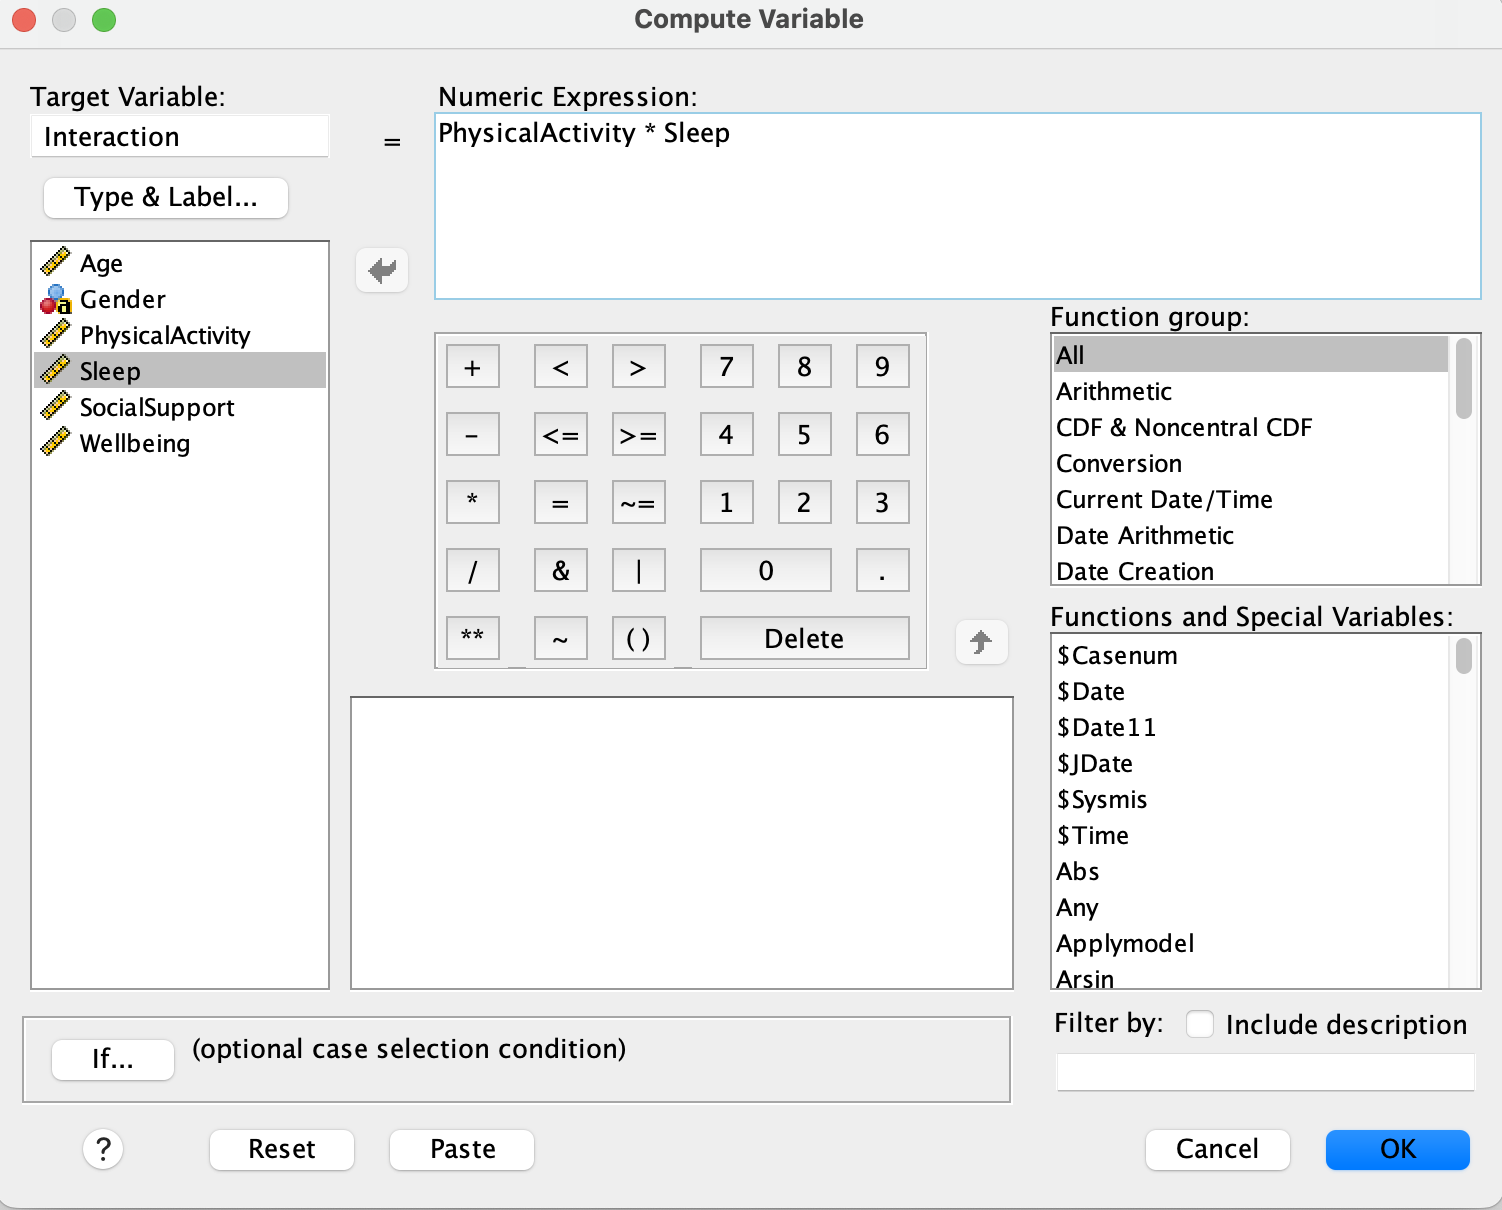 Compute Variable
Target Variable:
Interaction
Type & Label...
=
Numeric Expression:
PhysicalActivity * Sleep
Age
Gender
PhysicalActivity
Sleep
SocialSupport
Wellbeing
+ < > 7 8 9
- <= >= 4 5 6
* = ~= 1 2 3
/ & | 0 .
** ~ () Delete
Function group:
All
Arithmetic
CDF & Noncentral CDF
Conversion
Current Date/Time
Date Arithmetic
Date Creation
Functions and Special Variables:
$Casenum
$Date
$Date11
$JDate
$Sysmis
$Time
Abs
Any
Applymodel
Arsin
If... (optional case selection condition)
Filter by: Include description
? Reset Paste Cancel OK